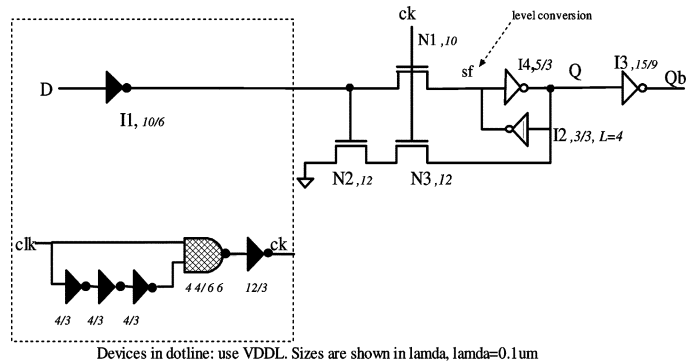 ck
level conversion
N1,10
sf
I4,5/3
Q
I3,15/9
D
Qb
I1, 10/6
I2,3/3, L=4
N2,12
N3,12
clk
ck
4 4/6 6
12/3
4/3
4/3
4/3
Devices in dotline: use VDDL. Sizes are shown in lamda, lamda=0.1um